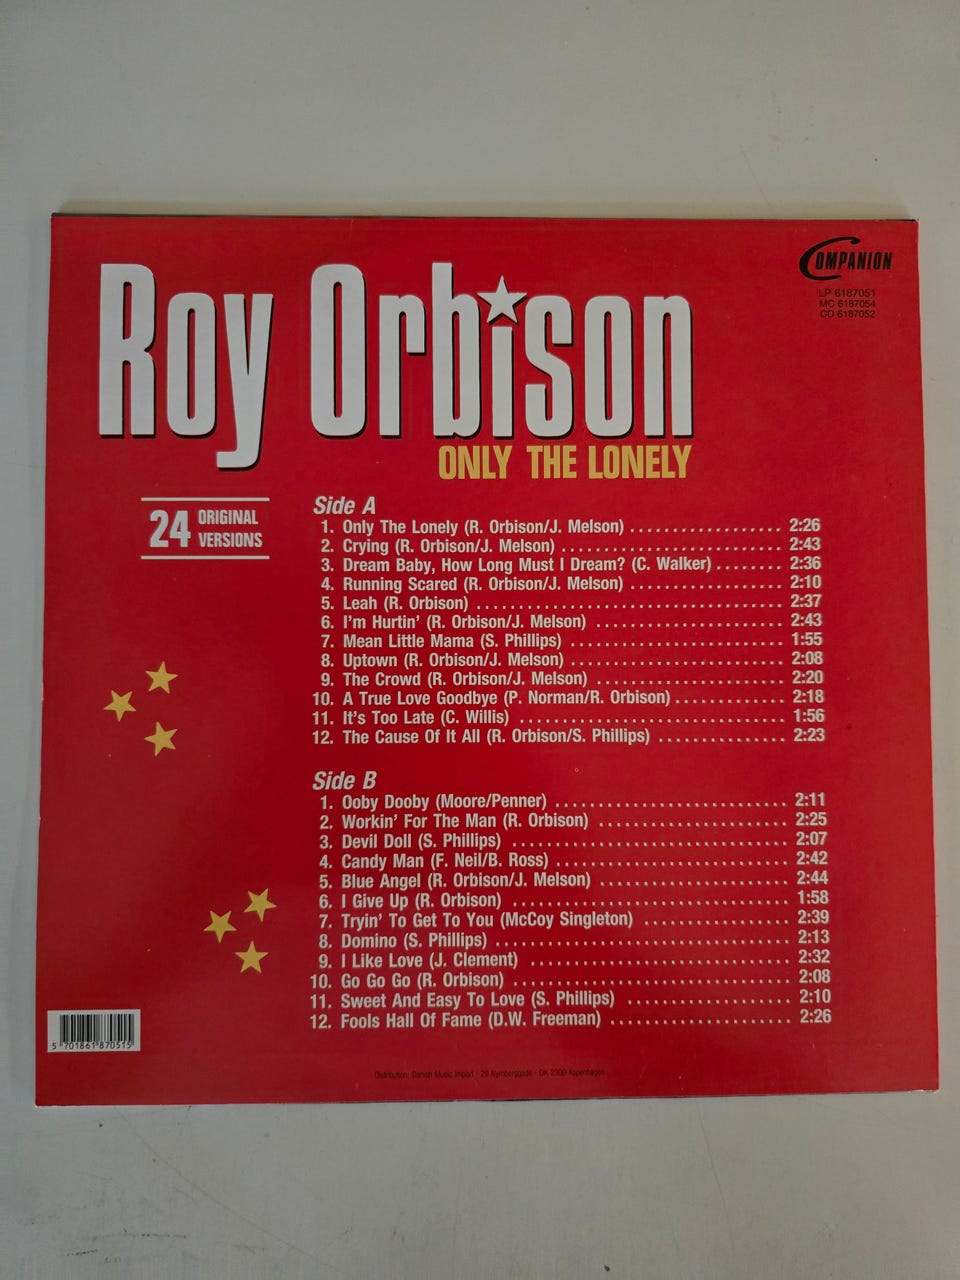 COMPANION
LP 6187051
MC 6187054
CD 6187052
Roy Orbison
ONLY THE LONELY
24 ORIGINAL VERSIONS
Side A
1. Only The Lonely (R. Orbison/J. Melson) .................. 2:26
2. Crying (R. Orbison/J. Melson) .......................... 2:43
3. Dream Baby, How Long Must I Dream? (C. Walker) ........ 2:36
4. Running Scared (R. Orbison/J. Melson) .................. 2:10
5. Leah (R. Orbison) .................................... 2:37
6. I'm Hurtin' (R. Orbison/J. Melson) ...................... 2:43
7. Mean Little Mama (S. Phillips) ......................... 1:55
8. Uptown (R. Orbison/J. Melson) ......................... 2:08
9. The Crowd (R. Orbison/J. Melson) ...................... 2:20
10. A True Love Goodbye (P. Norman/R. Orbison) ............. 2:18
11. It's Too Late (C. Willis) ............................... 1:56
12. The Cause Of It All (R. Orbison/S. Phillips) ............... 2:23
Side B
1. Ooby Dooby (Moore/Penner) ........................... 2:11
2. Workin' For The Man (R. Orbison) ...................... 2:25
3. Devil Doll (S. Phillips) ................................ 2:07
4. Candy Man (F. Neil/B. Ross) ........................... 2:42
5. Blue Angel (R. Orbison/J. Melson) ...................... 2:44
6. I Give Up (R. Orbison) ................................ 1:58
7. Tryin' To Get To You (McCoy Singleton) ................. 2:39
8. Domino (S. Phillips) .................................. 2:13
9. I Like Love (J. Clement) .............................. 2:32
10. Go Go Go (R. Orbison) ................................ 2:08
11. Sweet And Easy To Love (S. Phillips) ................... 2:10
12. Fools Hall Of Fame (D.W. Freeman) ..................... 2:26
5 701861 870515
Distribution: Danish Music Import · 29 · DK 2300 Kopenhagen